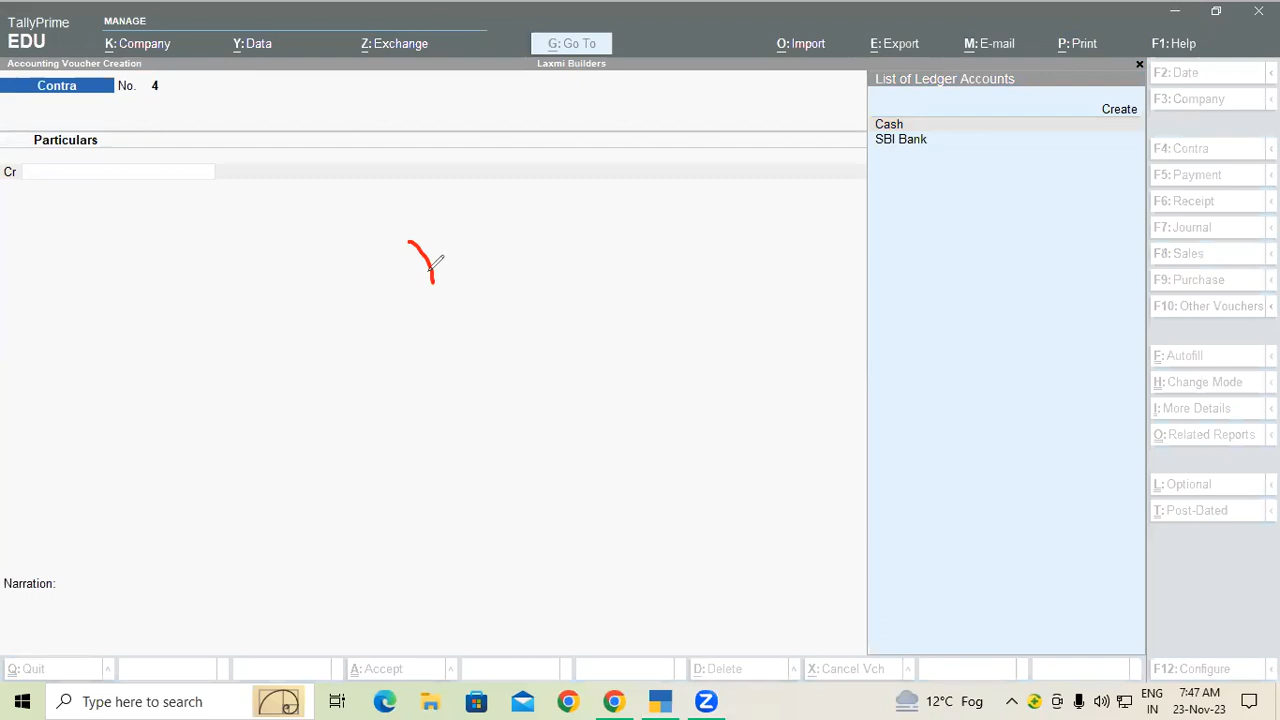 TallyPrime
EDU
MANAGE
K: Company
Y: Data
Z: Exchange
G: Go To
O: Import
E: Export
M: E-mail
P: Print
F1: Help
Accounting Voucher Creation
Laxmi Builders
Contra No. 4
Particulars
Cr
Narration:
List of Ledger Accounts
Create
Cash
SBI Bank
F2: Date
F3: Company
F4: Contra
F5: Payment
F6: Receipt
F7: Journal
F8: Sales
F9: Purchase
F10: Other Vouchers
F: Autofill
H: Change Mode
I: More Details
O: Related Reports
L: Optional
T: Post-Dated
Q: Quit
A: Accept
D: Delete
X: Cancel Vch
F12: Configure
Type here to search
12°C Fog
ENG
IN
7:47 AM
23-Nov-23